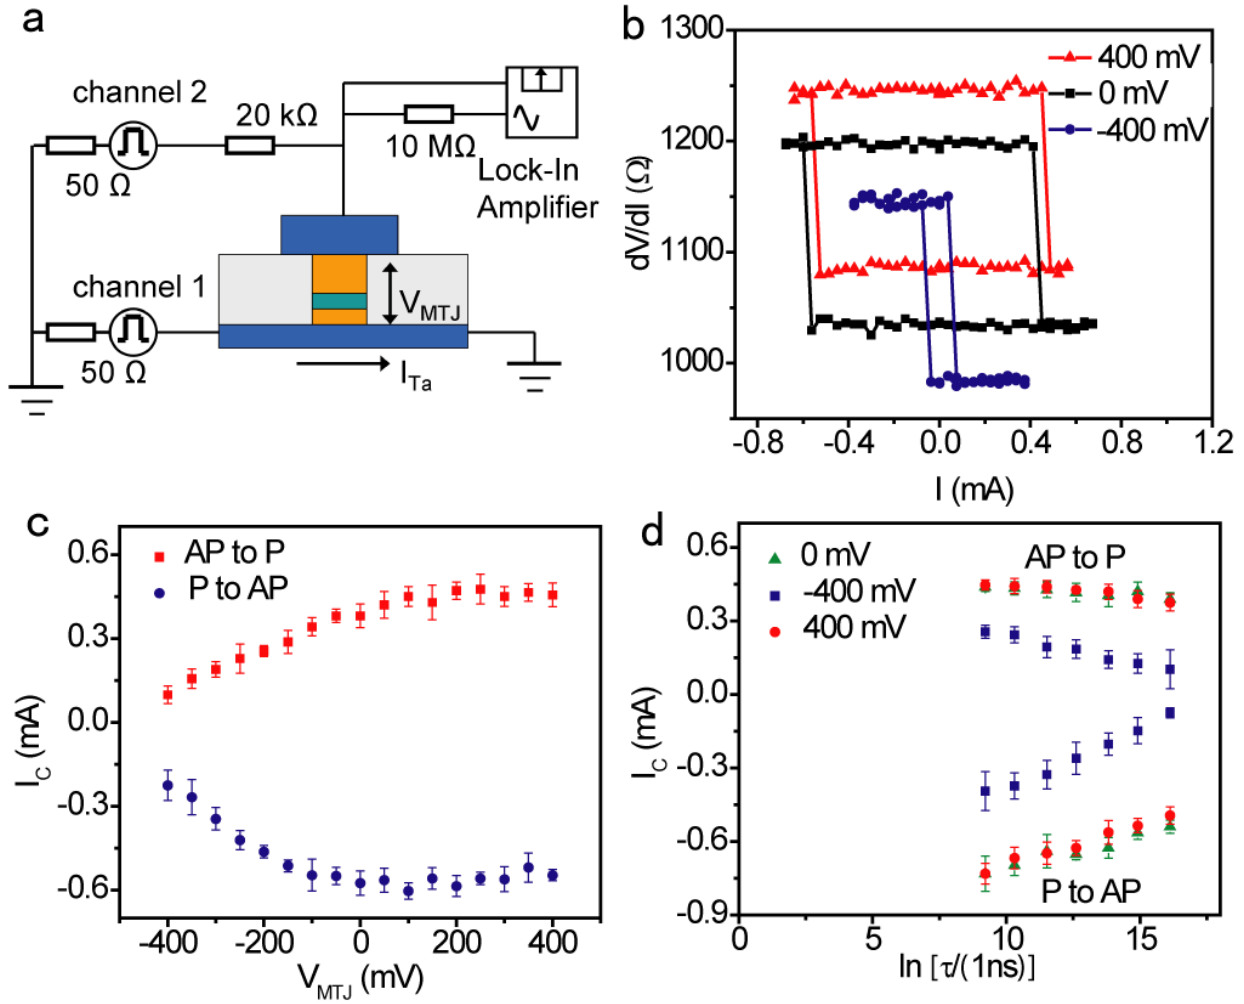 a
channel 2
20 kΩ
50 Ω
10 MΩ
Lock-In
Amplifier
channel 1
V_MTJ
50 Ω
I_Ta
b
1300
1200
1100
1000
dV/dI (Ω)
400 mV
0 mV
-400 mV
-0.8 -0.4 0.0 0.4 0.8 1.2
I (mA)
c
0.6
0.3
0.0
-0.3
-0.6
I_C (mA)
AP to P
P to AP
-400 -200 0 200 400
V_MTJ (mV)
d
0.6
0.3
0.0
-0.3
-0.6
-0.9
I_C (mA)
0 mV
-400 mV
400 mV
AP to P
P to AP
0 5 10 15
ln [τ/(1ns)]